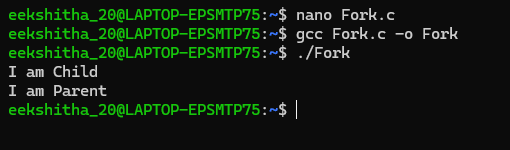 eekshitha_20@LAPTOP-EPSMTP75:~$ nano Fork.c
eekshitha_20@LAPTOP-EPSMTP75:~$ gcc Fork.c -o Fork
eekshitha_20@LAPTOP-EPSMTP75:~$ ./Fork
I am Child
I am Parent
eekshitha_20@LAPTOP-EPSMTP75:~$